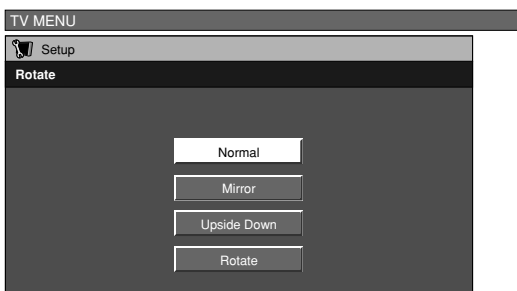 TV MENU
Setup
Rotate
Normal
Mirror
Upside Down
Rotate